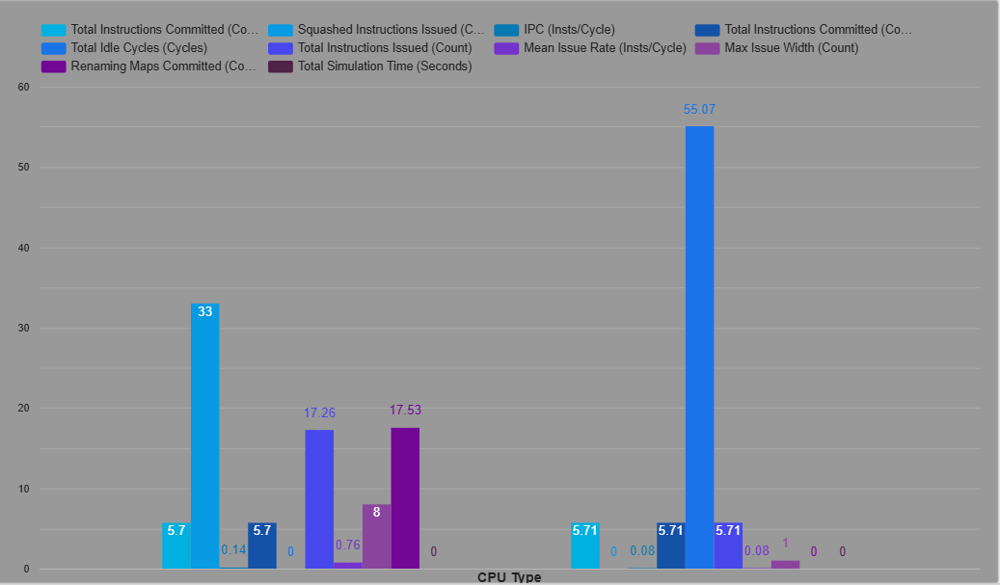 Total Instructions Committed (Co… Squashed Instructions Issued (C… IPC (Insts/Cycle) Total Instructions Committed (Co…
Total Idle Cycles (Cycles) Total Instructions Issued (Count) Mean Issue Rate (Insts/Cycle) Max Issue Width (Count)
Renaming Maps Committed (Co… Total Simulation Time (Seconds)
60
55.07
50
40
30
33
20
17.26 17.53
10
8
5.7 0.14 5.7 0 0.76 0 5.71 0 0.08 5.71 5.71 0.08 1 0 0
0
CPU Type